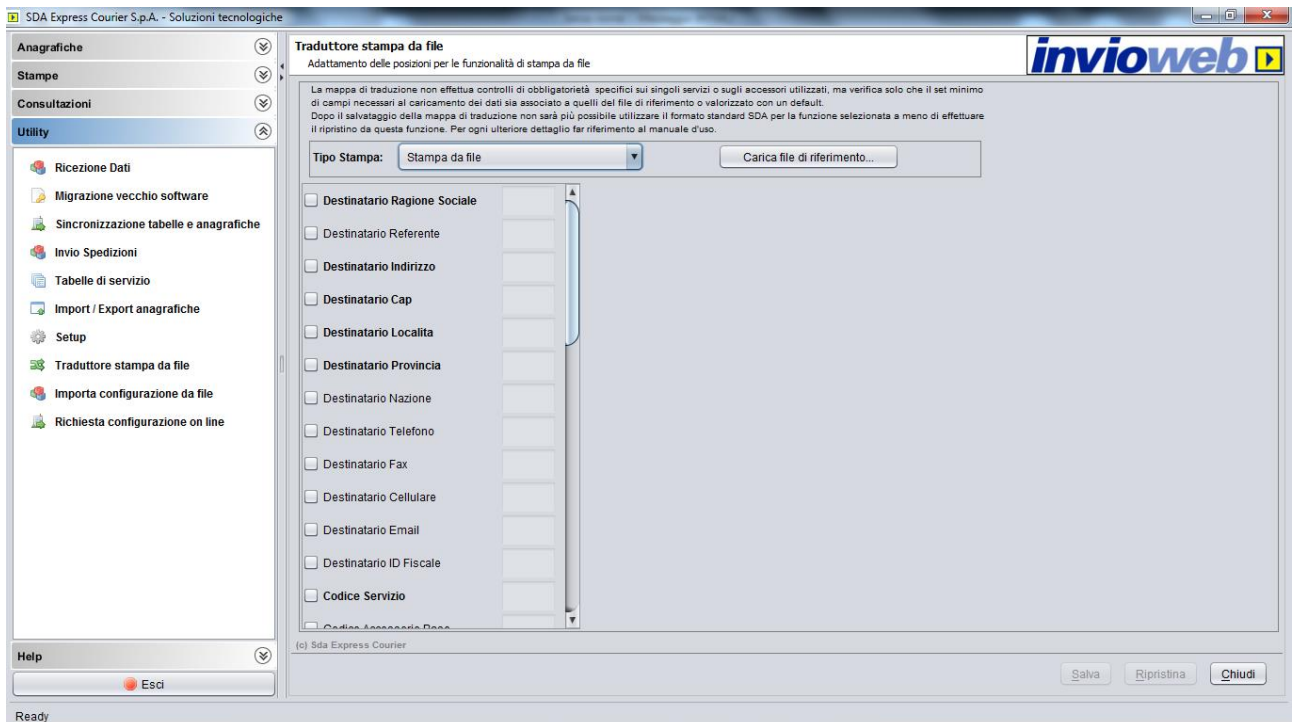 SDA Express Courier S.p.A. - Soluzioni tecnologiche
Anagrafiche
Stampe
Consultazioni
Utility
Ricezione Dati
Migrazione vecchio software
Sincronizzazione tabelle e anagrafiche
Invio Spedizioni
Tabelle di servizio
Import / Export anagrafiche
Setup
Traduttore stampa da file
Importa configurazione da file
Richiesta configurazione on line
Help
Esci
Ready
Traduttore stampa da file
Adattamento delle posizioni per le funzionalità di stampa da file
invioweb
La mappa di traduzione non effettua controlli di obbligatorietà specifici sui singoli servizi o sugli accessori utilizzati, ma verifica solo che il set minimo
di campi necessari al caricamento dei dati sia associato a quelli del file di riferimento o valorizzato con un default.
Dopo il salvataggio della mappa di traduzione non sarà più possibile utilizzare il formato standard SDA per la funzione selezionata a meno di effettuare
il ripristino da questa funzione. Per ogni ulteriore dettaglio far riferimento al manuale d'uso.
Tipo Stampa: Stampa da file Carica file di riferimento...
Destinatario Ragione Sociale
Destinatario Referente
Destinatario Indirizzo
Destinatario Cap
Destinatario Localita
Destinatario Provincia
Destinatario Nazione
Destinatario Telefono
Destinatario Fax
Destinatario Cellulare
Destinatario Email
Destinatario ID Fiscale
Codice Servizio
(c) Sda Express Courier
Salva Ripristina Chiudi